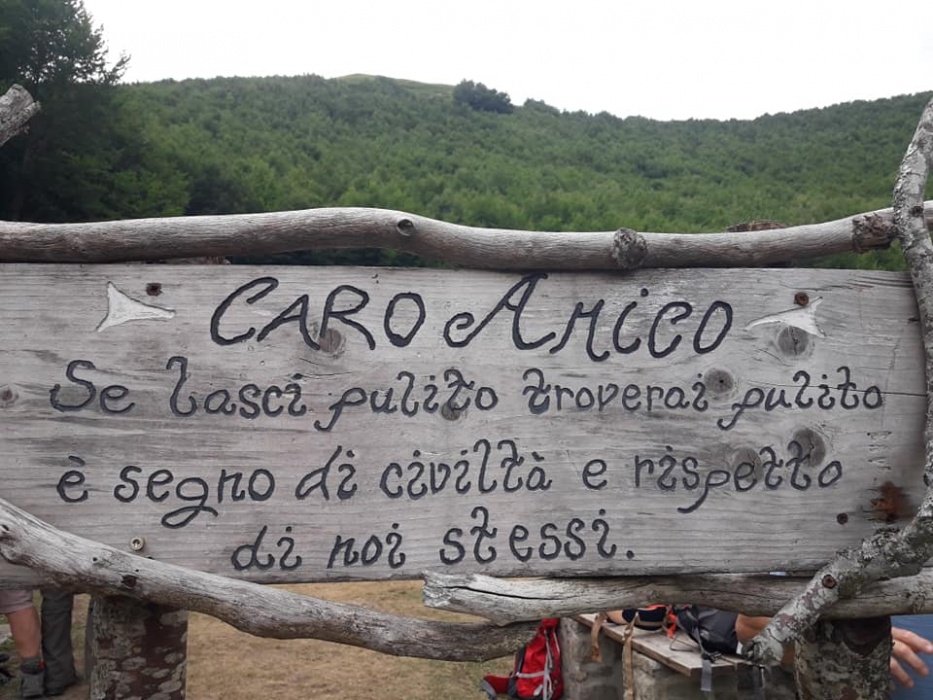 CARO AMICO
Se lasci pulito troverai pulito
è segno di civiltà e rispetto
di noi stessi.